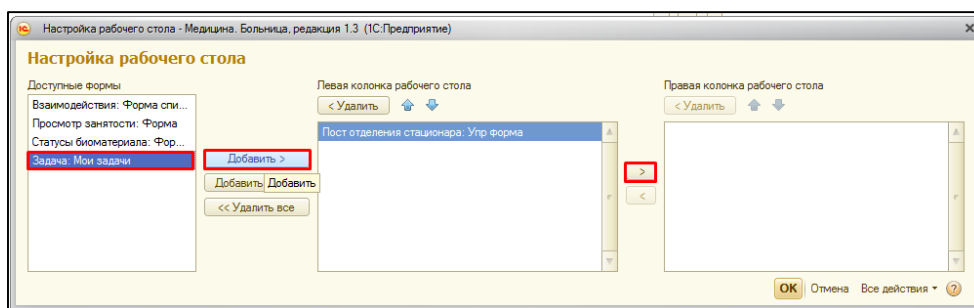 Настройка рабочего стола - Медицина. Больница, редакция 1.3 (1С:Предприятие)
Настройка рабочего стола
Доступные формы
Взаимодействия: Форма спи...
Просмотр занятости: Форма
Статусы биоматериала: Фор...
Задача: Мои задачи
Добавить >
Добавить
Добавить
<< Удалить все
Левая колонка рабочего стола
< Удалить
Пост отделения стационара: Упр форма
>
<
Правая колонка рабочего стола
< Удалить
ОК
Отмена
Все действия
?